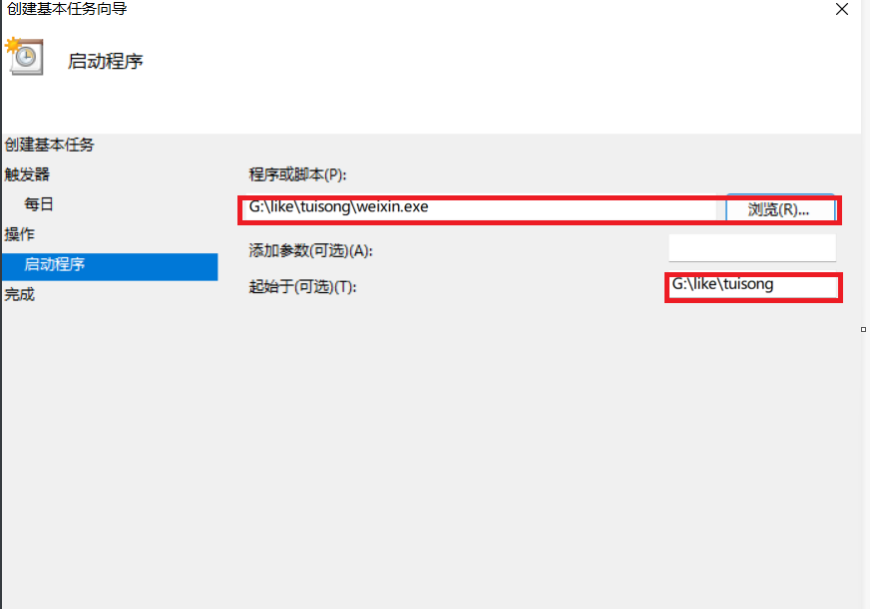 创建基本任务向导
启动程序
创建基本任务
触发器
每日
操作
启动程序
完成
程序或脚本(P):
G:\like\tuisong\weixin.exe
浏览(R)...
添加参数(可选)(A):
起始于(可选)(T):
G:\like\tuisong